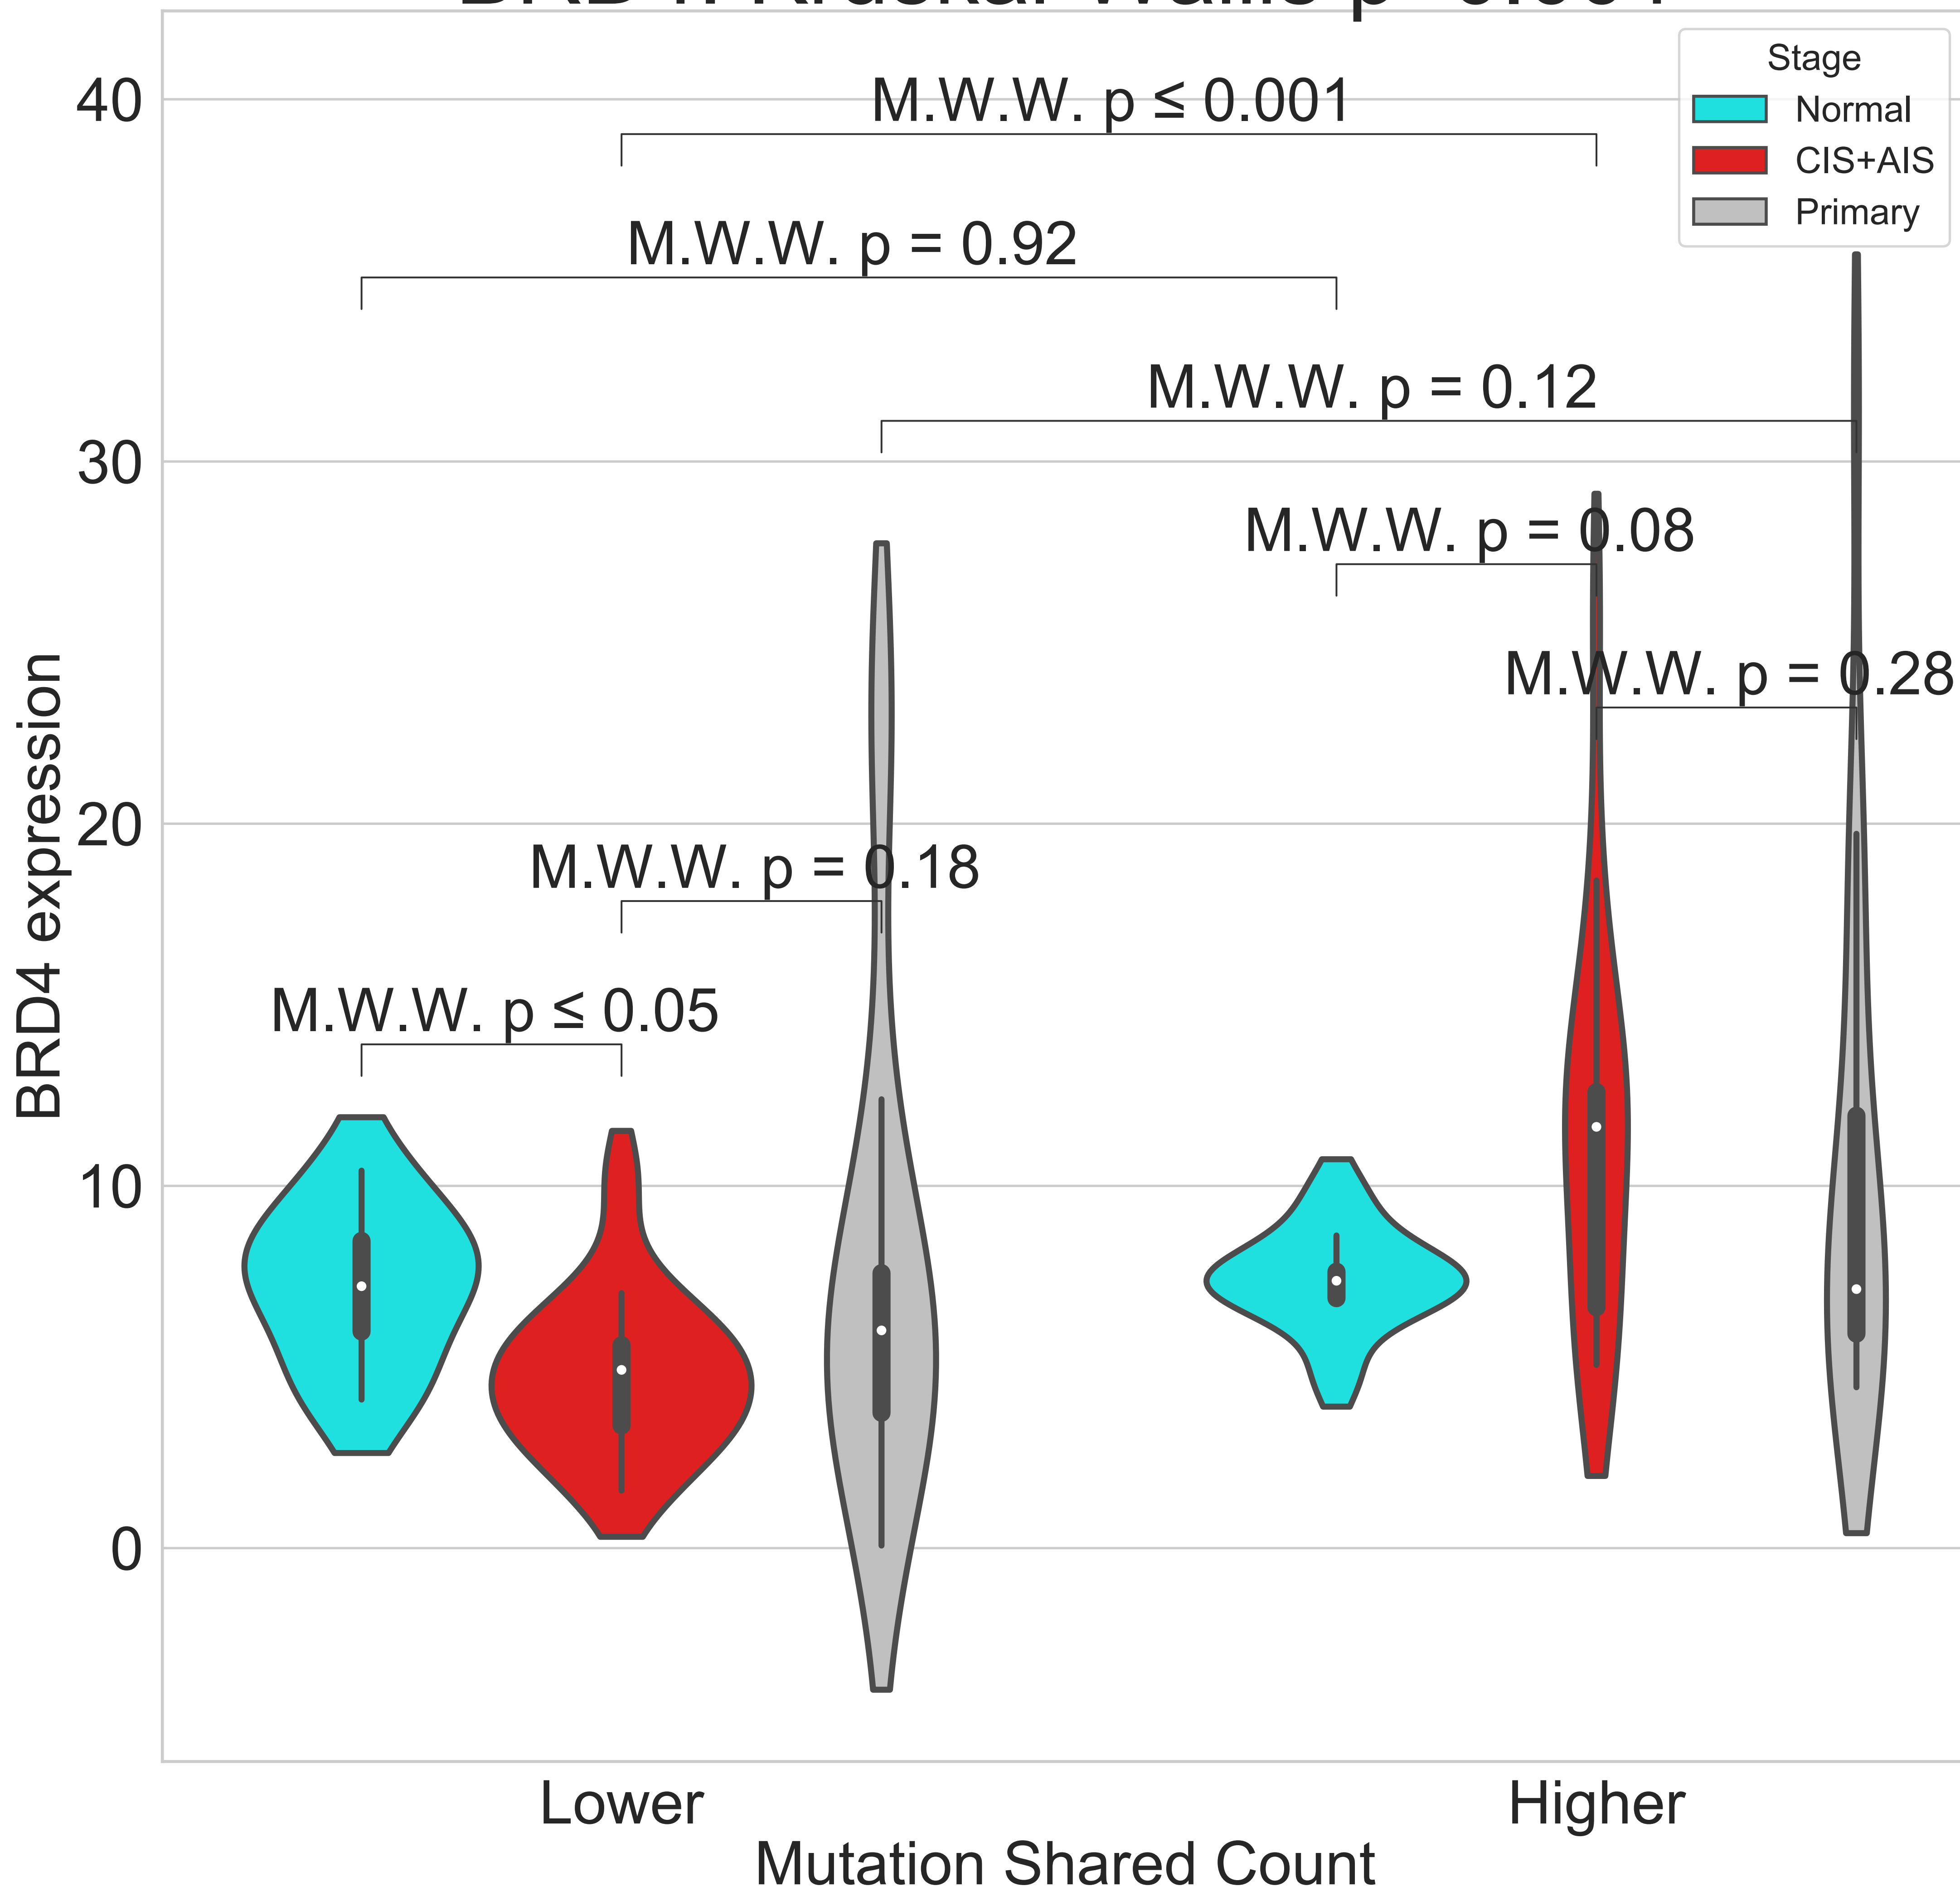 Stage
Normal
CIS+AIS
Primary
40
M.W.W. p ≤ 0.001
M.W.W. p = 0.92
M.W.W. p = 0.12
30
M.W.W. p = 0.08
M.W.W. p = 0.28
20
M.W.W. p = 0.18
M.W.W. p ≤ 0.05
10
0
BRD4 expression
Lower
Higher
Mutation Shared Count